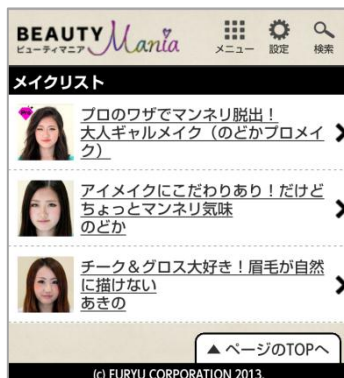 BEAUTY Mania
ビューティマニア
メニュー 設定 検索
メイクリスト
プロのワザでマンネリ脱出！
大人ギャルメイク（のどかプロメイ
ク）
アイメイクにこだわりあり！だけど
ちょっとマンネリ気味
のどか
チーク＆グロス大好き！眉毛が自然
に描けない
あきの
▲ ページのTOPへ
(c) FURYU CORPORATION 2013.